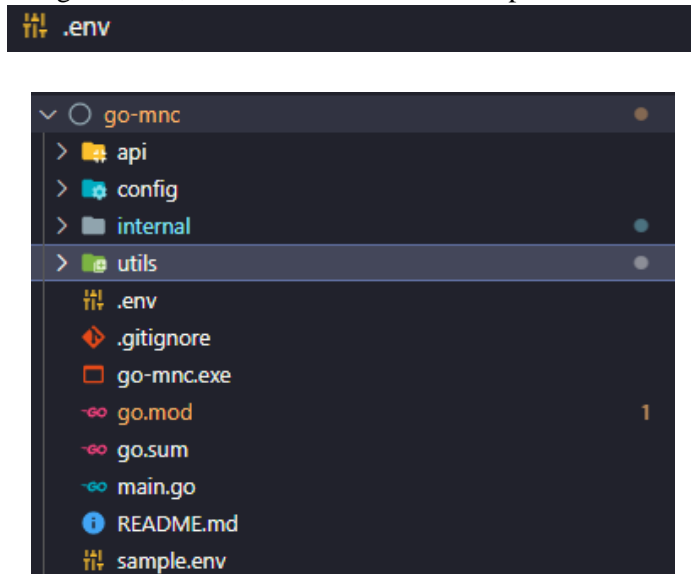 .env
go-mnc
api
config
internal
utils
.env
.gitignore
go-mnc.exe
go.mod 1
go.sum
main.go
README.md
sample.env